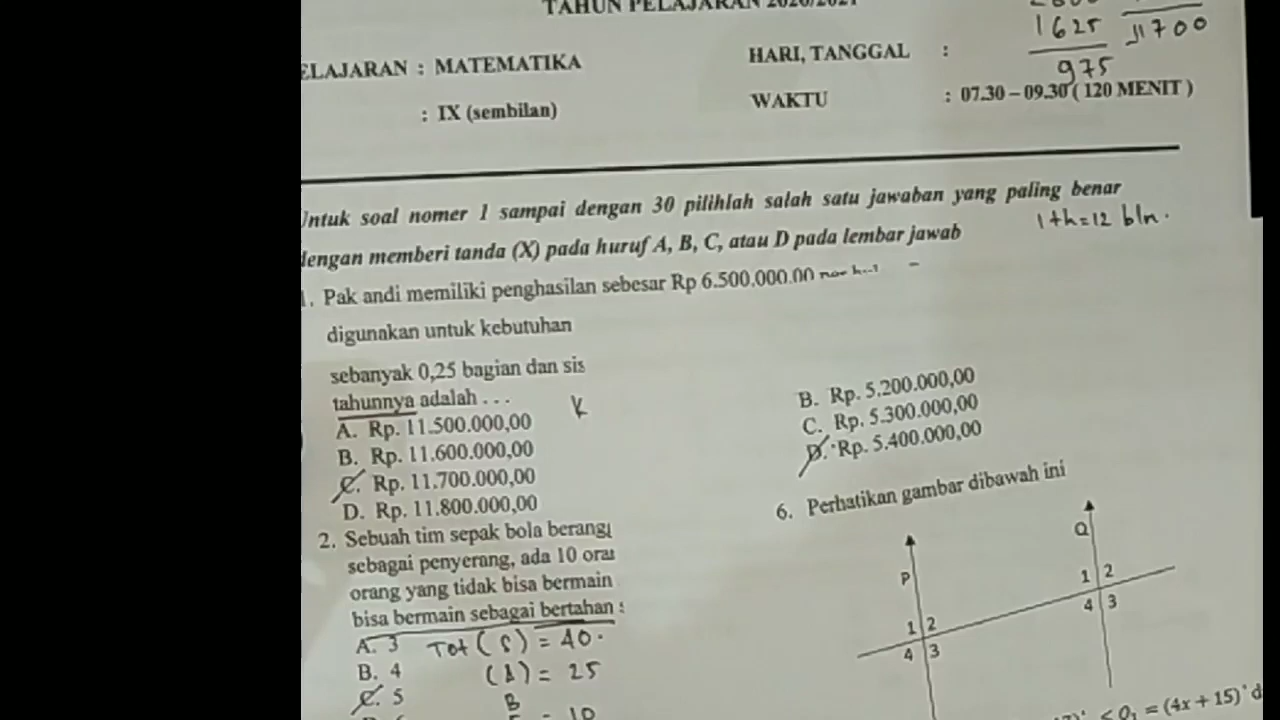 TAHUN PELAJARAN 2020/2021
1625
11700
975
ELAJARAN : MATEMATIKA
HARI, TANGGAL :
: IX (sembilan)
WAKTU : 07.30 – 09.30 ( 120 MENIT )
Untuk soal nomer 1 sampai dengan 30 pilihlah salah satu jawaban yang paling benar
dengan memberi tanda (X) pada huruf A, B, C, atau D pada lembar jawab
1 th = 12 bln.
1. Pak andi memiliki penghasilan sebesar Rp 6.500.000.00
digunakan untuk kebutuhan
sebanyak 0,25 bagian dan sis
tahunnya adalah . . .
A. Rp. 11.500.000,00
B. Rp. 11.600.000,00
C. Rp. 11.700.000,00
D. Rp. 11.800.000,00
2. Sebuah tim sepak bola berang
sebagai penyerang, ada 10 ora
orang yang tidak bisa bermain
bisa bermain sebagai bertahan s
A. 3
Tot (S) = 40.
B. 4
(A) = 25
C. 5
B
= 10
B. Rp. 5.200.000,00
C. Rp. 5.300.000,00
D. Rp. 5.400.000,00
6. Perhatikan gambar dibawah ini
P
Q
1 2
4 3
1 2
4 3
< Q₁ = (4x + 15)° d